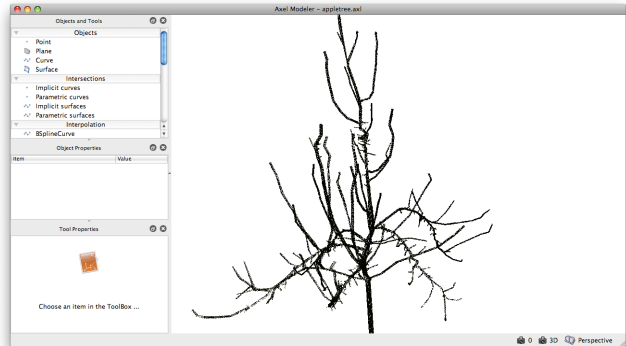 Axel Modeler - appletree.axl
Objects and Tools
Objects
Point
Plane
Curve
Surface
Intersections
Implicit curves
Parametric curves
Implicit surfaces
Parametric surfaces
Interpolation
BSplineCurve
Object Properties
Item Value
Tool Properties
Choose an item in the ToolBox ...
0 3D Perspective